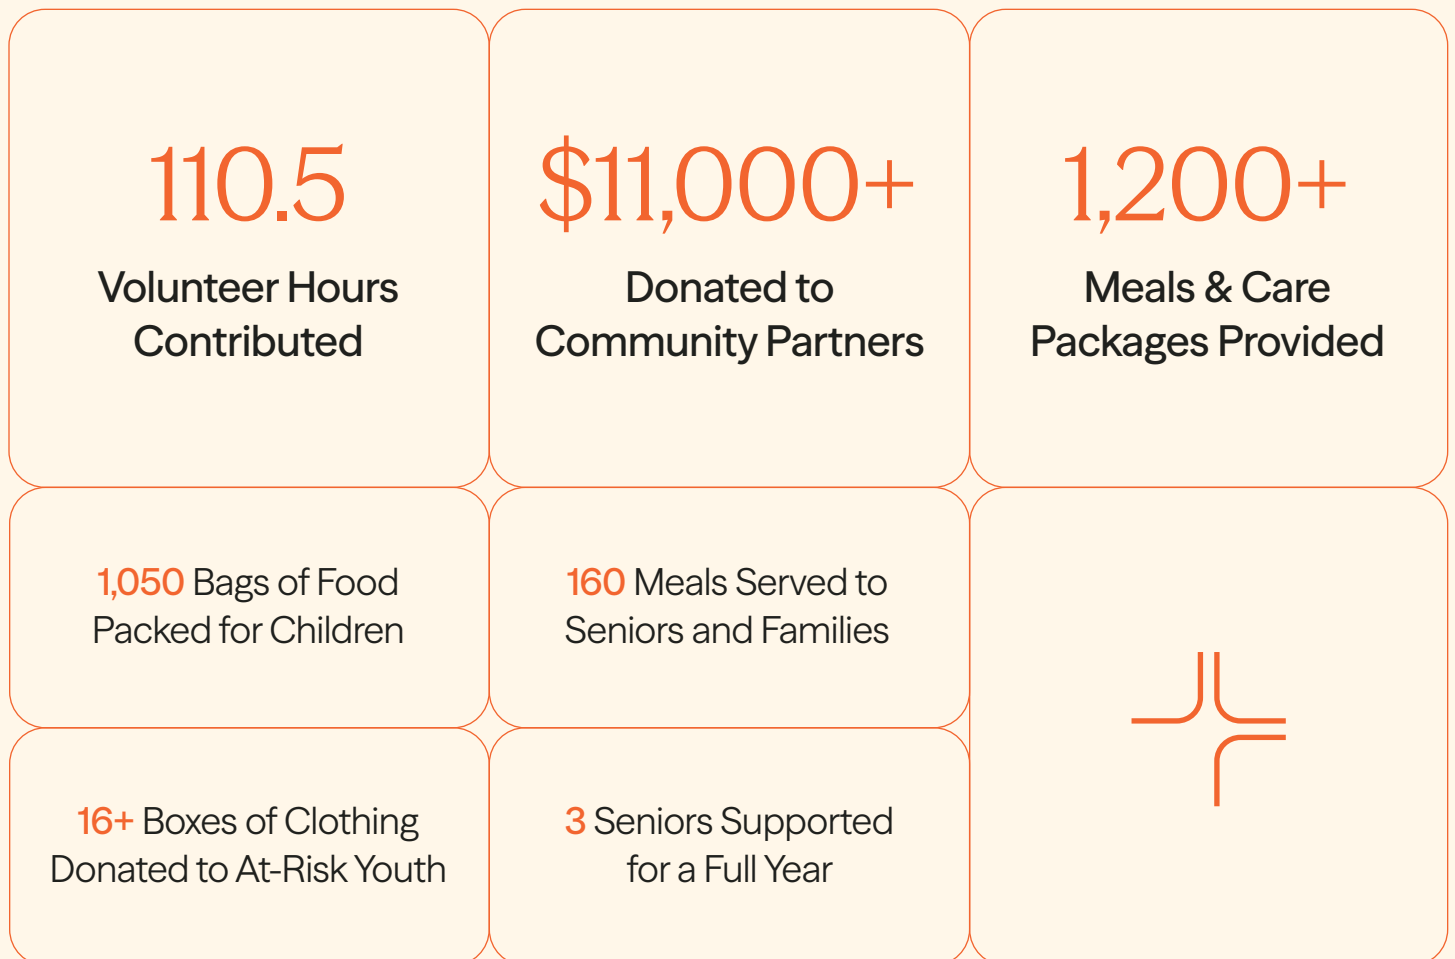 110.5
Volunteer Hours
Contributed
$11,000+
Donated to
Community Partners
1,200+
Meals & Care
Packages Provided
1,050 Bags of Food
Packed for Children
160 Meals Served to
Seniors and Families
16+ Boxes of Clothing
Donated to At-Risk Youth
3 Seniors Supported
for a Full Year